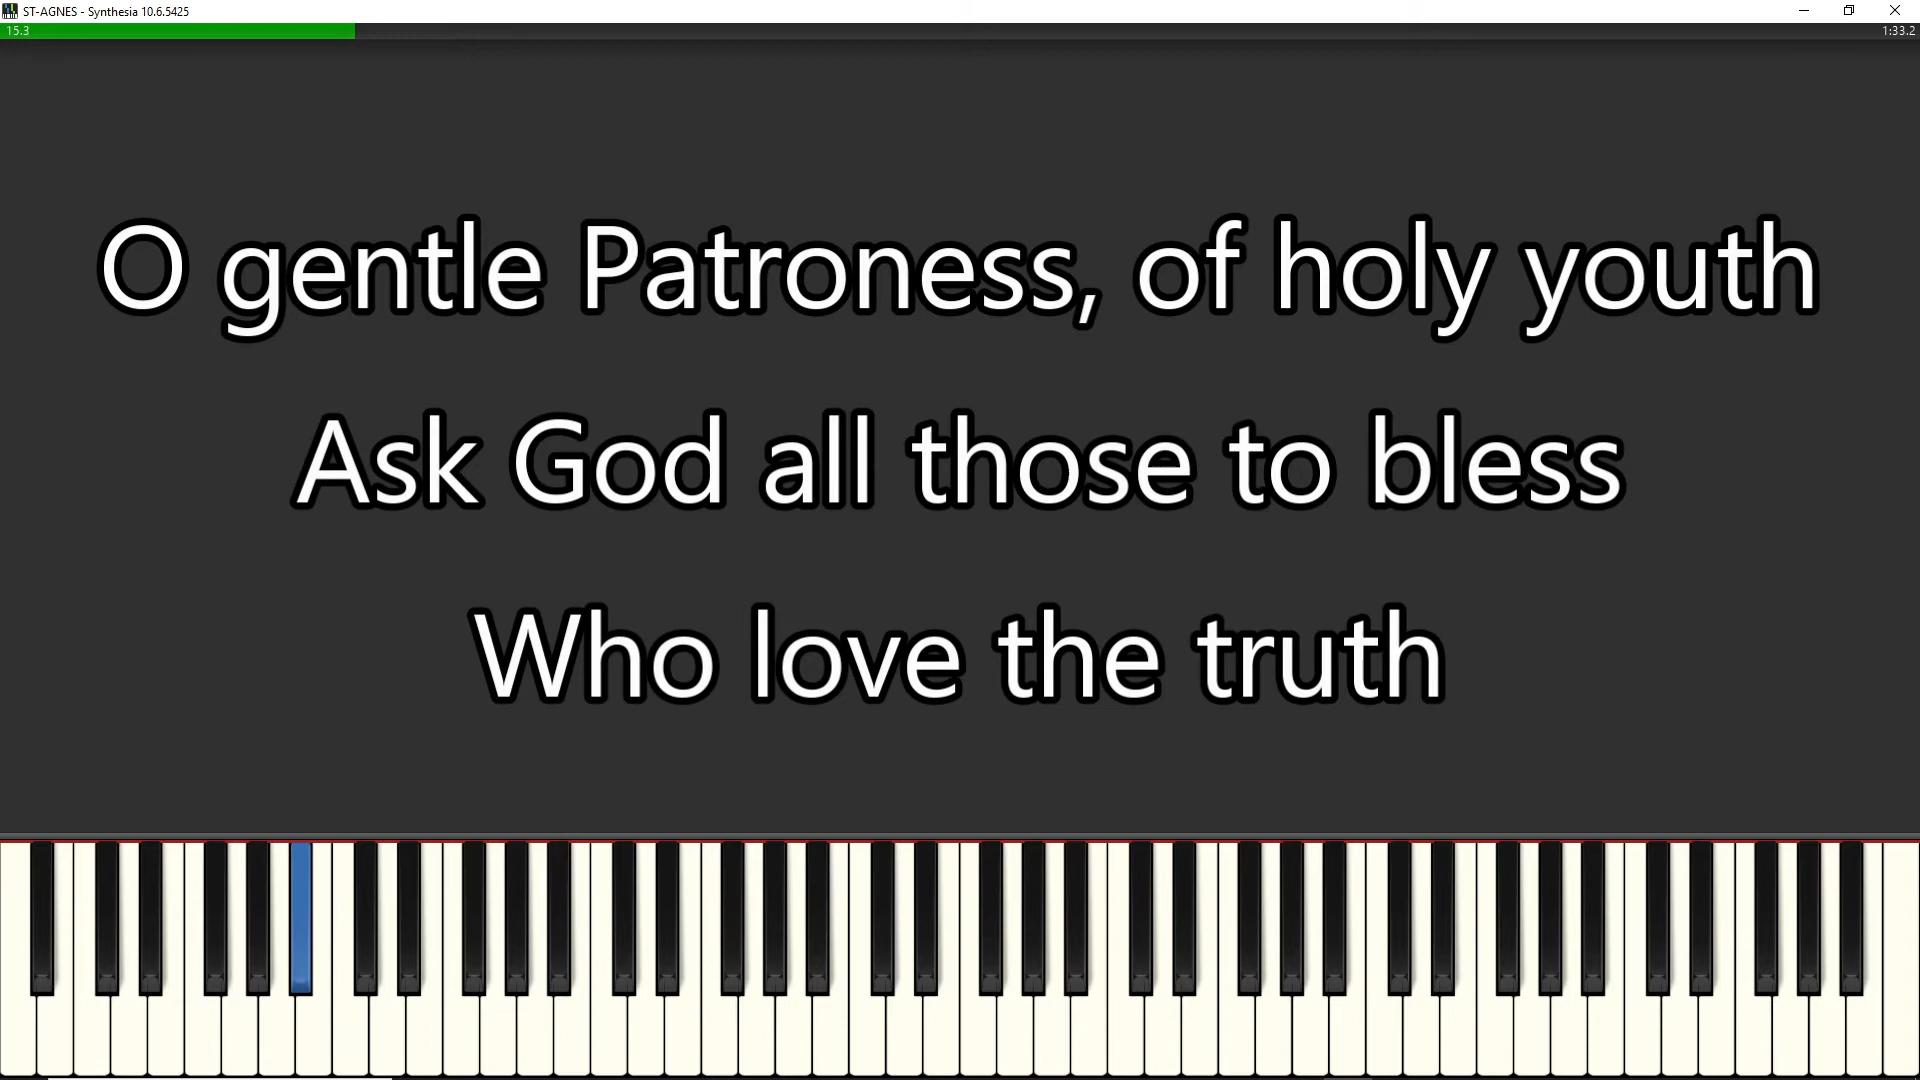 ST-AGNES - Synthesia 10.6.5425
15.3
1:33.2
O gentle Patroness, of holy youth
Ask God all those to bless
Who love the truth